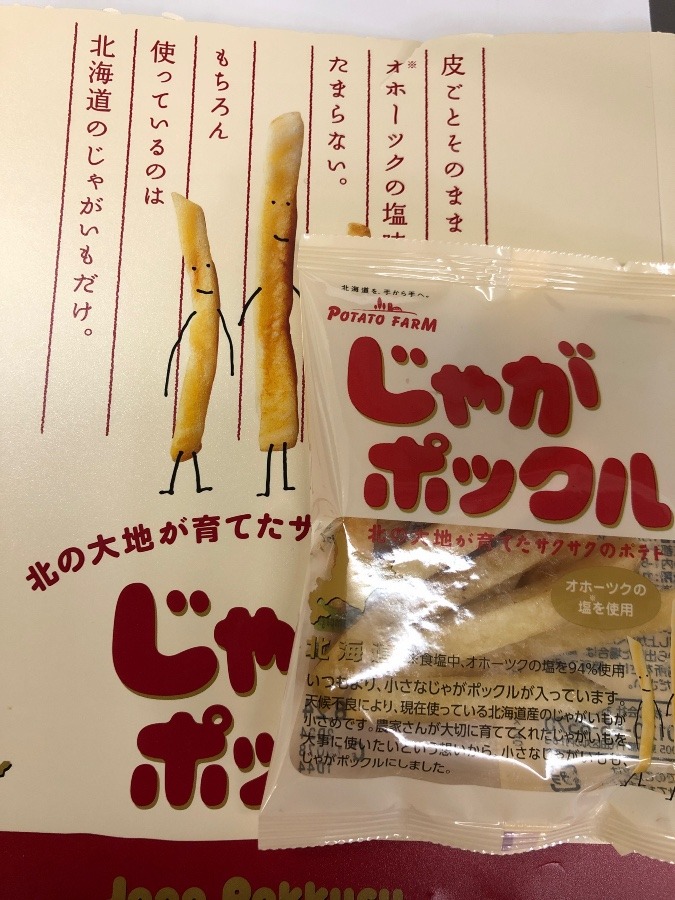 皮ごとそのまま
※オホーツクの塩味
たまらない。
もちろん
使っているのは
北海道のじゃがいもだけ。
北の大地が育てたサ
じゃ
ポッ
北海道を、手から手へ。
POTATO FARM
じゃが
ポックル
北の大地が育てたサクサクのポテト
オホーツクの
塩を使用
北海道
※食塩中、オホーツクの塩を94%使用
いつもより、小さなじゃがポックルが入っています。
天候不良により、現在使っている北海道産のじゃがいもが
小さめです。農家さんが大切に育ててくれたじゃがいもを
大事に使いたいという想いから、小さなじゃがいもも、
じゃがポックルにしました。